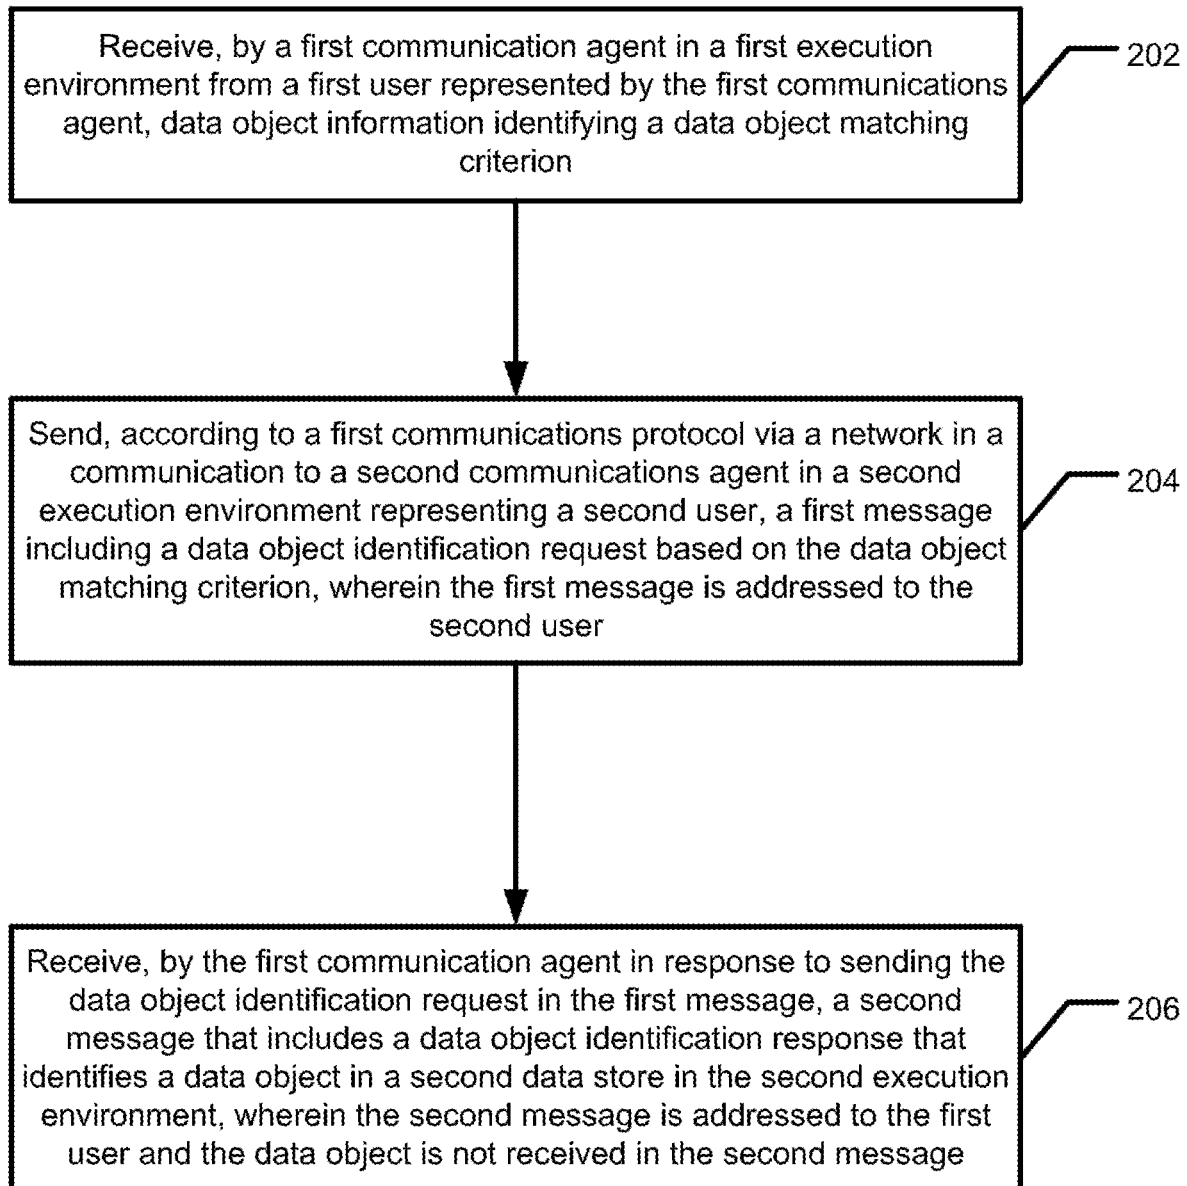 Receive, by a first communication agent in a first execution
environment from a first user represented by the first communications
agent, data object information identifying a data object matching
criterion
202
Send, according to a first communications protocol via a network in a
communication to a second communications agent in a second
execution environment representing a second user, a first message
including a data object identification request based on the data object
matching criterion, wherein the first message is addressed to the
second user
204
Receive, by the first communication agent in response to sending the
data object identification request in the first message, a second
message that includes a data object identification response that
identifies a data object in a second data store in the second execution
environment, wherein the second message is addressed to the first
user and the data object is not received in the second message
206